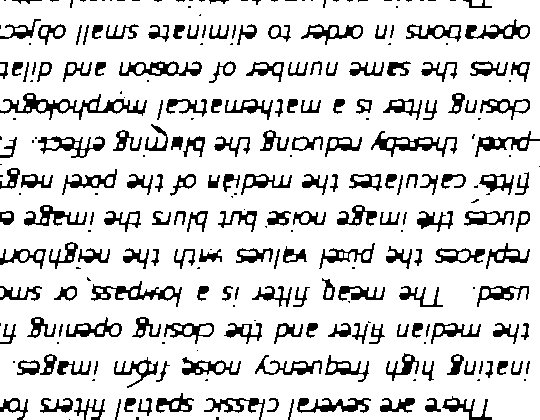 There are several classic spatial filters for
inating high frequency noise from images.
the median filter and the closing opening fi
used. The mean filter is a lowpass or smo
replaces the pixel values with the neighbor
duces the image noise but blurs the image e
filter calculates the median of the pixel neigh
pixel, thereby reducing the blurring effect. F
closing filter is a mathematical morphologic
bines the same number of erosion and dilati
operations in order to eliminate small objec